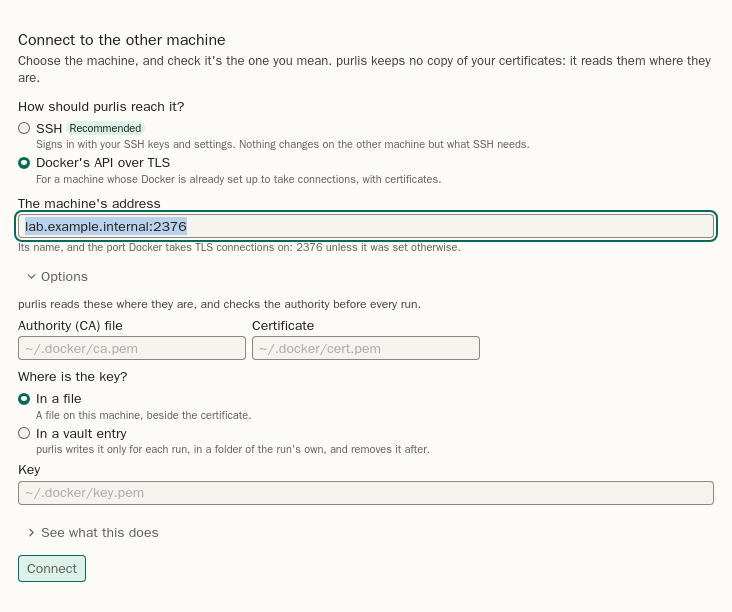 Connect to the other machine
Choose the machine, and check it's the one you mean. purlis keeps no copy of your certificates: it reads them where they
are.
How should purlis reach it?
SSH Recommended
Signs in with your SSH keys and settings. Nothing changes on the other machine but what SSH needs.
Docker's API over TLS
For a machine whose Docker is already set up to take connections, with certificates.
The machine's address
lab.example.internal:2376
Its name, and the port Docker takes TLS connections on: 2376 unless it was set otherwise.
Options
purlis reads these where they are, and checks the authority before every run.
Authority (CA) file Certificate
~/.docker/ca.pem ~/.docker/cert.pem
Where is the key?
In a file
A file on this machine, beside the certificate.
In a vault entry
purlis writes it only for each run, in a folder of the run's own, and removes it after.
Key
~/.docker/key.pem
See what this does
Connect